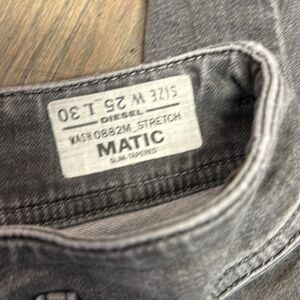 SIZE W 25 L 30
DIESEL
WASH 0882M_STRETCH
MATIC
SLIM-TAPERED